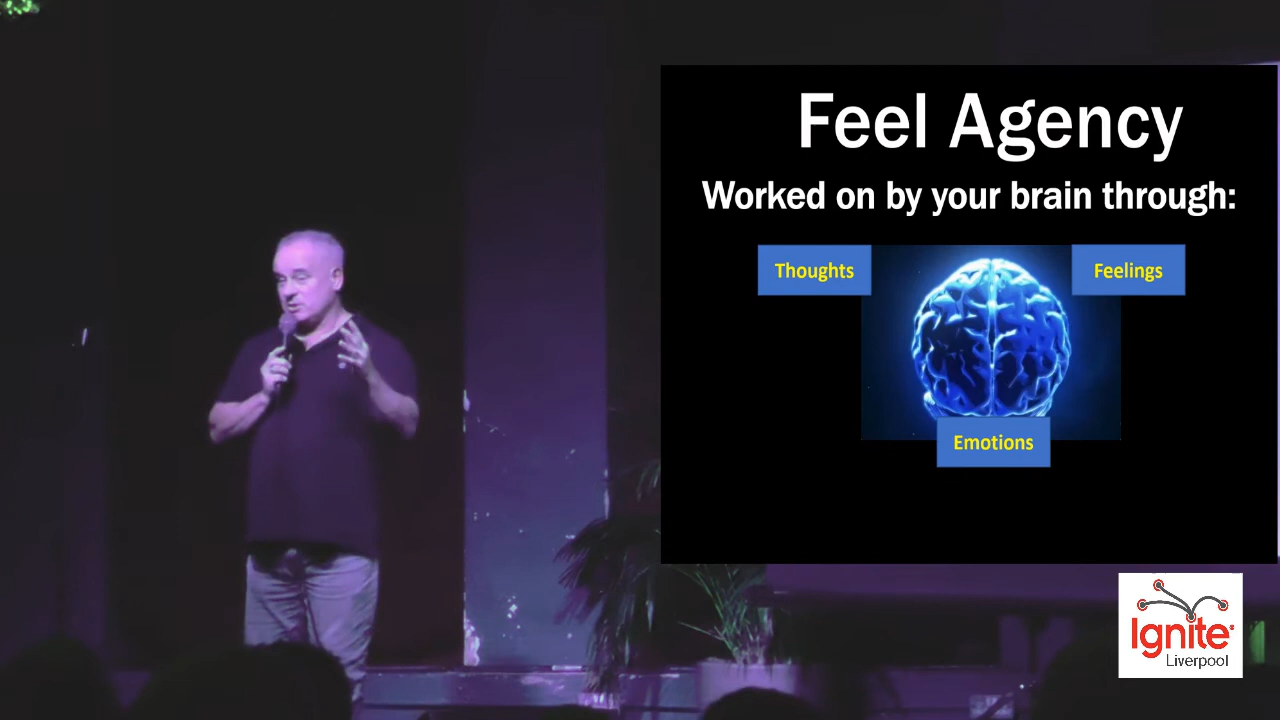 Feel Agency
Worked on by your brain through:
Thoughts
Feelings
Emotions
Ignite
Liverpool